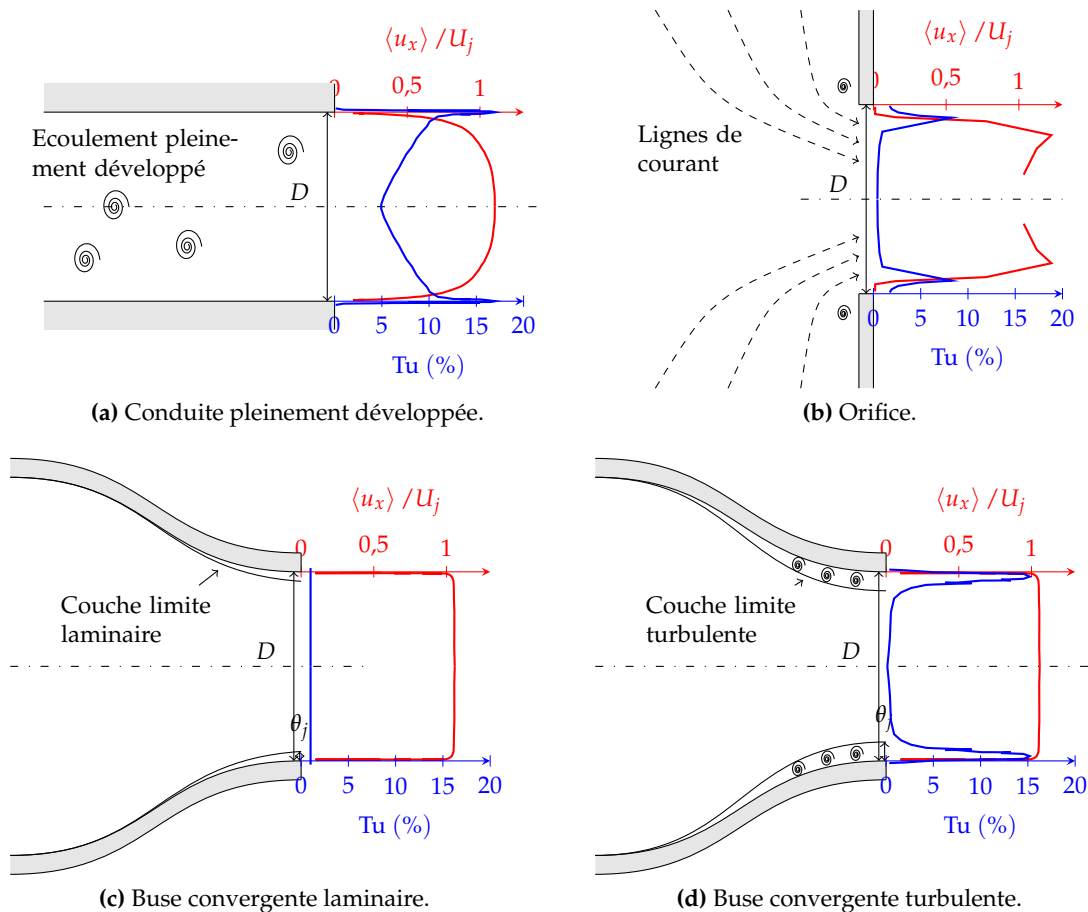 ⟨u_x⟩ /U_j
0 0,5 1
Ecoulement pleine-
ment développé
D
0 5 10 15 20
Tu (%)
(a) Conduite pleinement développée.
⟨u_x⟩ /U_j
0 0,5 1
Lignes de
courant
D
0 5 10 15 20
Tu (%)
(b) Orifice.
⟨u_x⟩ /U_j
0 0,5 1
Couche limite
laminaire
D
θ_j
0 5 10 15 20
Tu (%)
(c) Buse convergente laminaire.
⟨u_x⟩ /U_j
0 0,5 1
Couche limite
turbulente
D
θ_j
0 5 10 15 20
Tu (%)
(d) Buse convergente turbulente.